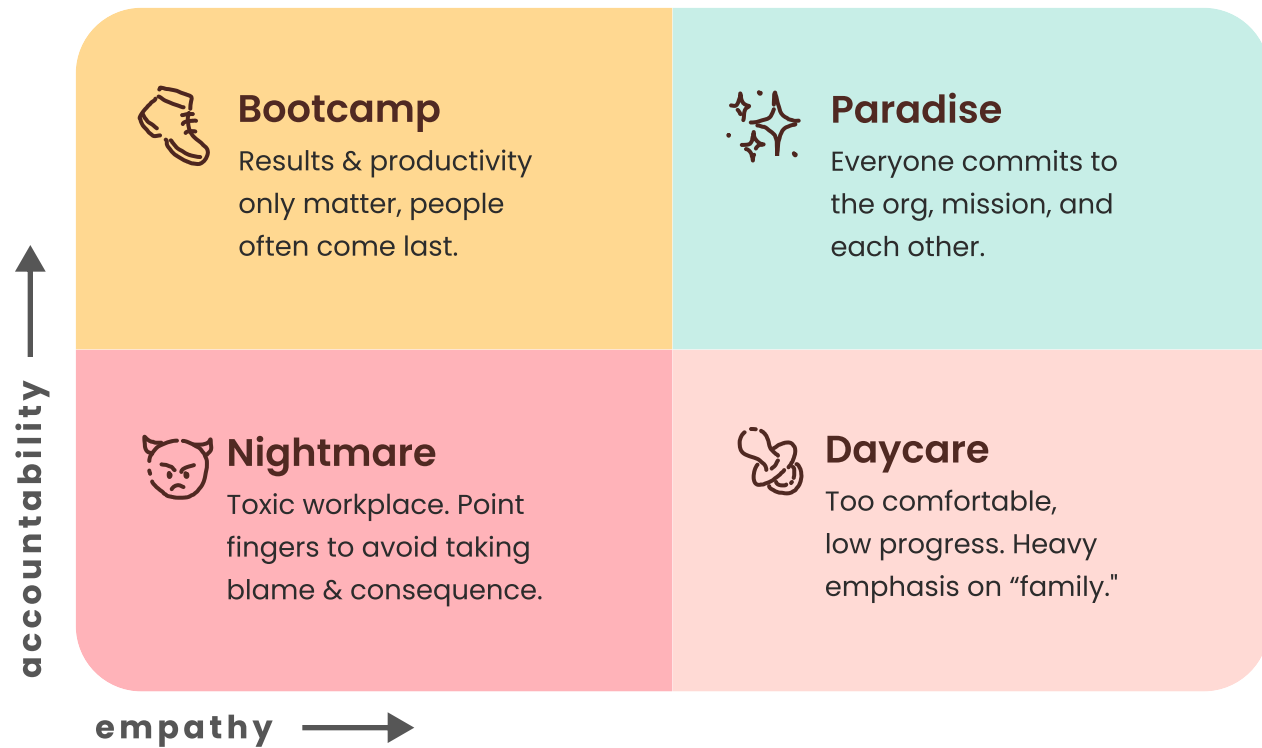 Bootcamp
Results & productivity
only matter, people
often come last.
Paradise
Everyone commits to
the org, mission, and
each other.
accountability
Nightmare
Toxic workplace. Point
fingers to avoid taking
blame & consequence.
Daycare
Too comfortable,
low progress. Heavy
emphasis on “family."
empathy